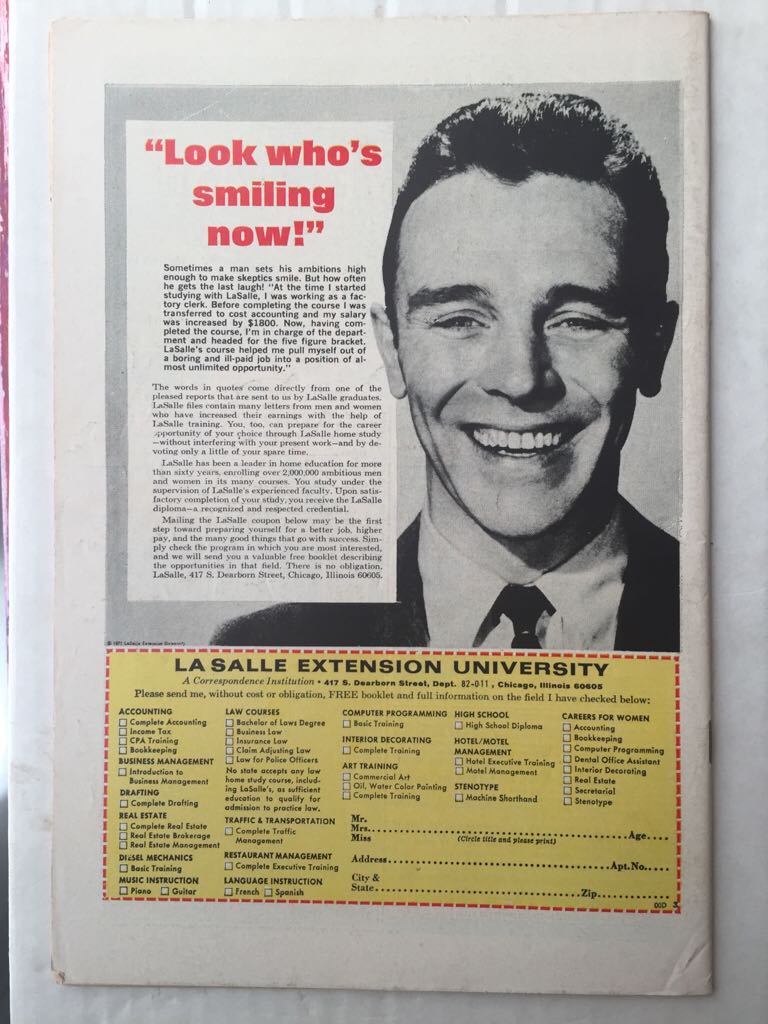 “Look who’s
smiling
now!”
Sometimes a man sets his ambitions high
enough to make skeptics smile. But how often
he gets the last laugh! “At the time I started
studying with LaSalle, I was working as a fac-
tory clerk. Before completing the course I was
transferred to cost accounting and my salary
was increased by $1800. Now, having com-
pleted the course, I’m in charge of the depart-
ment and headed for the five figure bracket.
LaSalle’s course helped me pull myself out of
a boring and ill-paid job into a position of al-
most unlimited opportunity.”
The words in quotes come directly from one of the
pleased reports that are sent to us by LaSalle graduates.
LaSalle files contain many letters from men and women
who have increased their earnings with the help of
LaSalle training. You, too, can prepare for the career
opportunity of your choice through LaSalle home study
—without interfering with your present work—and by de-
voting only a little of your spare time.
LaSalle has been a leader in home education for more
than sixty years, enrolling over 2,000,000 ambitious men
and women in its many courses. You study under the
supervision of LaSalle’s experienced faculty. Upon satis-
factory completion of your study, you receive the LaSalle
diploma—a recognized and respected credential.
Mailing the LaSalle coupon below may be the first
step toward preparing yourself for a better job, higher
pay, and the many good things that go with success. Sim-
ply check the program in which you are most interested,
and we will send you a valuable free booklet describing
the opportunities in that field. There is no obligation.
LaSalle, 417 S. Dearborn Street, Chicago, Illinois 60605.
LaSalle Extension University
LA SALLE EXTENSION UNIVERSITY
A Correspondence Institution • 417 S. Dearborn Street, Dept. 82-011, Chicago, Illinois 60605
Please send me, without cost or obligation, FREE booklet and full information on the field I have checked below:
ACCOUNTING
Complete Accounting
Income Tax
CPA Training
Bookkeeping
BUSINESS MANAGEMENT
Introduction to
Business Management
DRAFTING
Complete Drafting
REAL ESTATE
Complete Real Estate
Real Estate Brokerage
Real Estate Management
DIESEL MECHANICS
Basic Training
MUSIC INSTRUCTION
Piano Guitar
LAW COURSES
Bachelor of Laws Degree
Business Law
Insurance Law
Claim Adjusting Law
Law for Police Officers
No state accepts any law
home study course, includ-
ing LaSalle’s, as sufficient
education to qualify for
admission to practice law.
TRAFFIC & TRANSPORTATION
Complete Traffic
Management
RESTAURANT MANAGEMENT
Complete Executive Training
LANGUAGE INSTRUCTION
French Spanish
COMPUTER PROGRAMMING
Basic Training
INTERIOR DECORATING
Complete Training
ART TRAINING
Commercial Art
Oil, Water Color Painting
Complete Training
HIGH SCHOOL
High School Diploma
HOTEL/MOTEL
MANAGEMENT
Hotel Executive Training
Motel Management
STENOTYPE
Machine Shorthand
CAREERS FOR WOMEN
Accounting
Bookkeeping
Computer Programming
Dental Office Assistant
Interior Decorating
Real Estate
Secretarial
Stenotype
Mr.
Mrs. Age
Miss (Circle title and please print)
Address Apt.No.
City &
State Zip